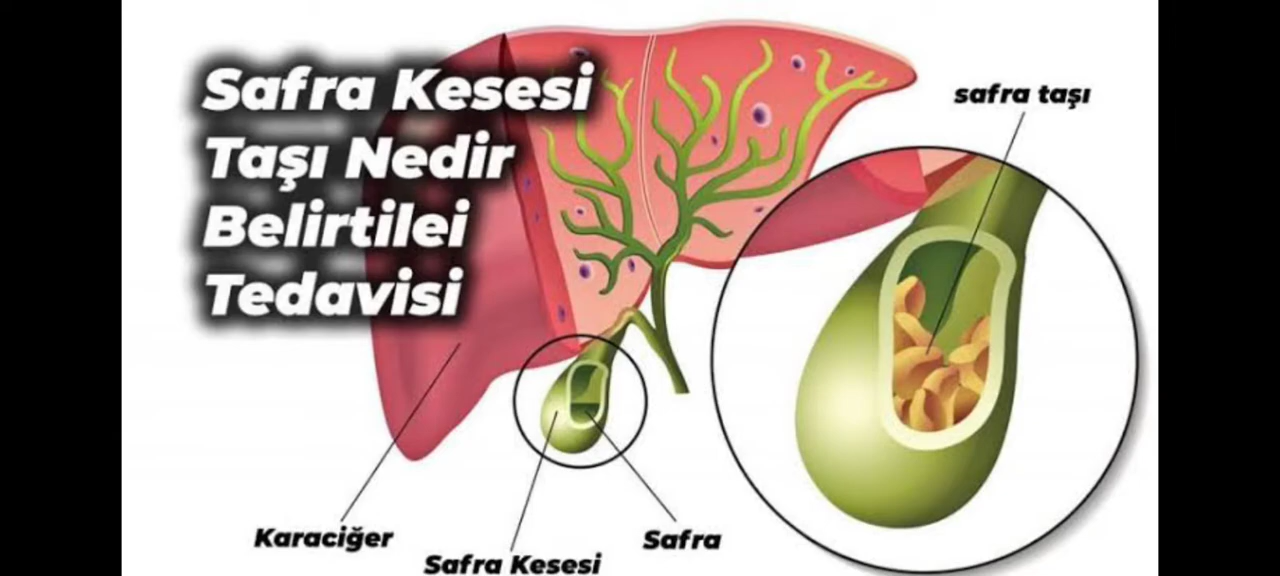 Safra Kesesi
Taşı Nedir
Belirtilei
Tedavisi
safra taşı
Karaciğer
Safra Kesesi
Safra